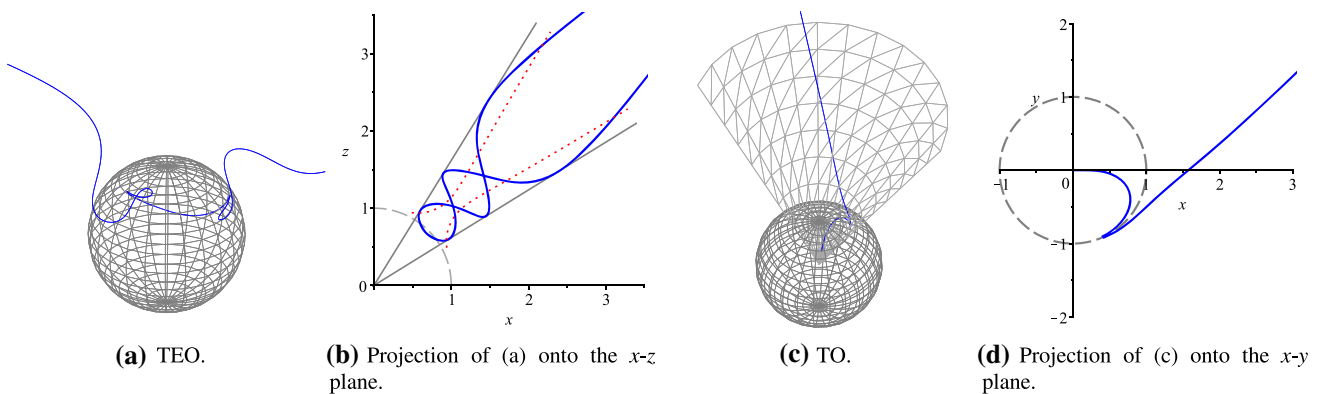 3
z
2
1
0
1
2
3
x
2
y
1
-1
0
1
2
3
x
-1
-2
(a) TEO.
(b) Projection of (a) onto the x-z
plane.
(c) TO.
(d) Projection of (c) onto the x-y
plane.